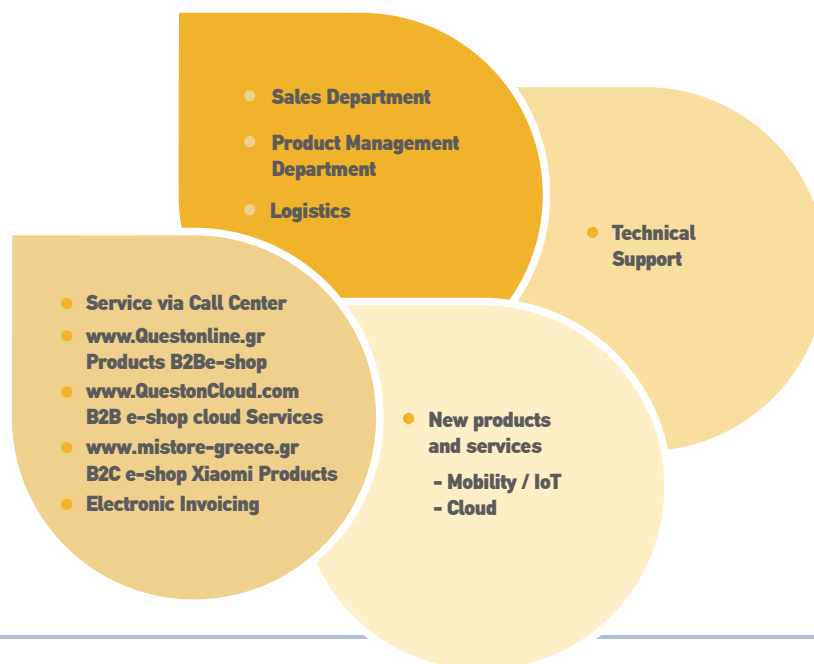 • Sales Department
• Product Management
Department
• Logistics
• Technical
Support
• Service via Call Center
• www.Questonline.gr
Products B2Be-shop
• www.QuestonCloud.com
B2B e-shop cloud Services
• www.mistore-greece.gr
B2C e-shop Xiaomi Products
• Electronic Invoicing
• New products
and services
- Mobility / IoT
- Cloud